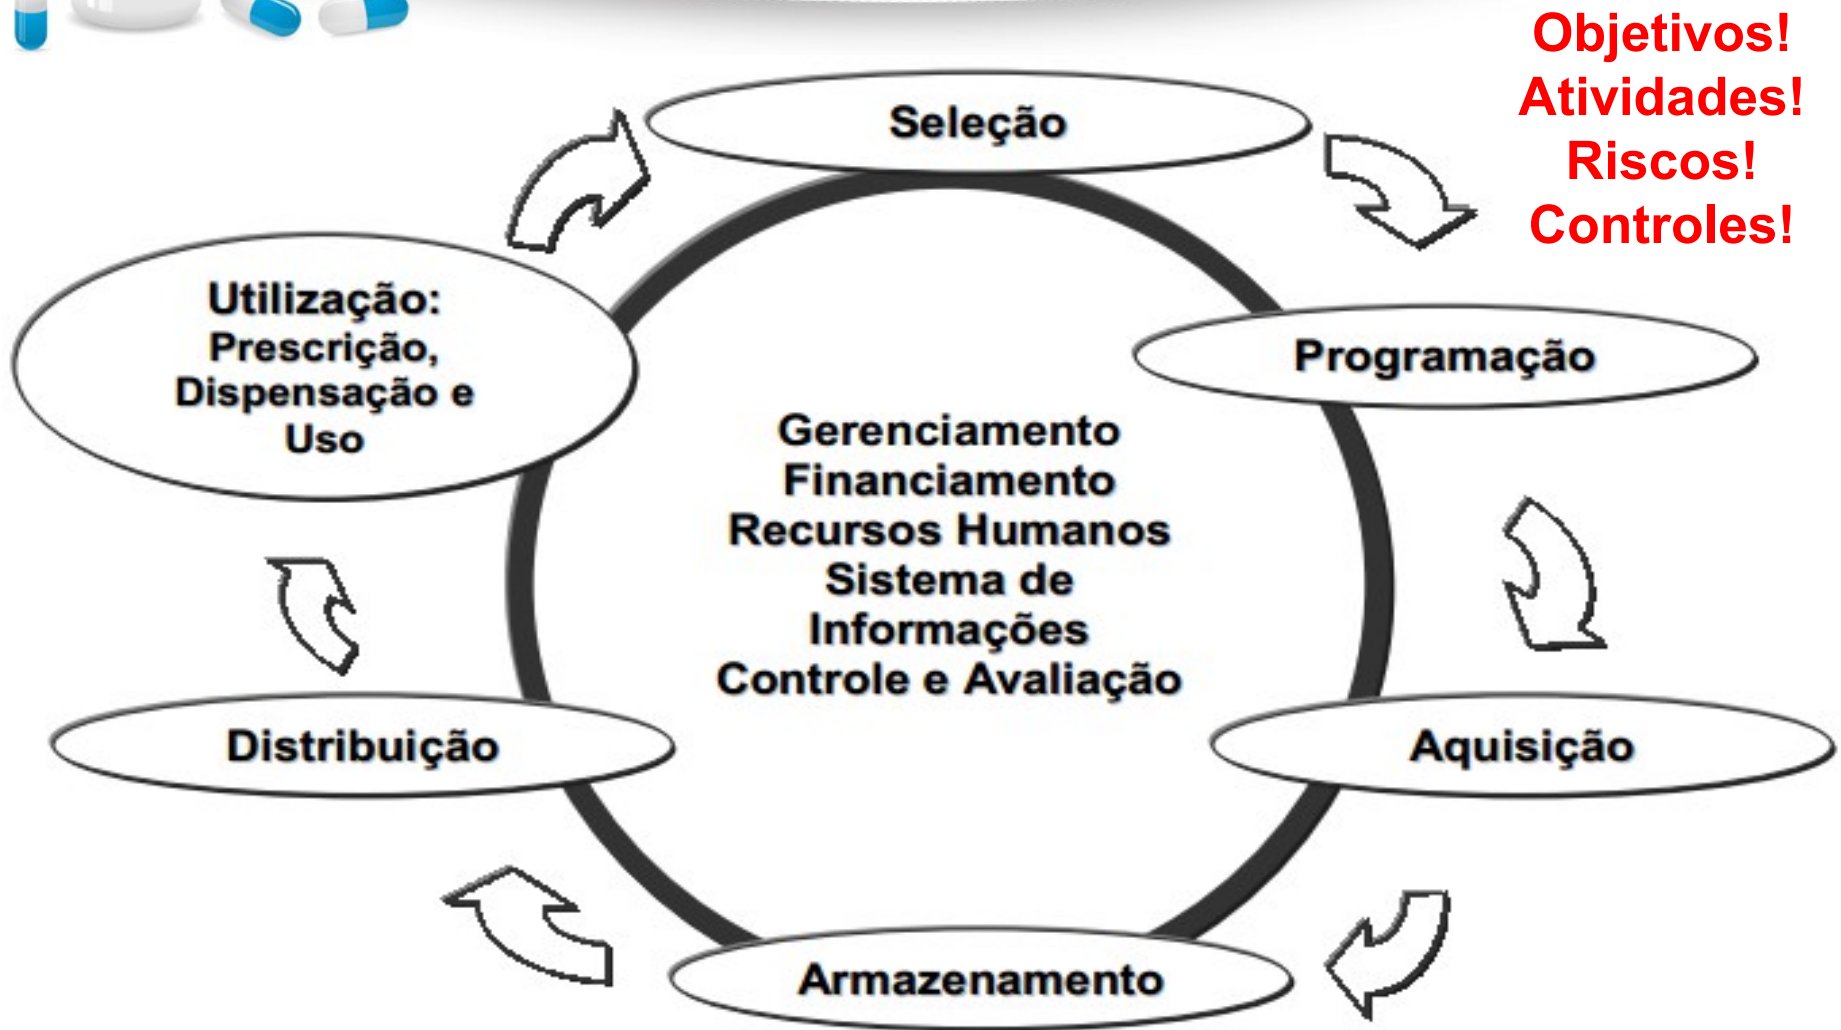 Objetivos!
Atividades!
Riscos!
Controles!
Seleção
Programação
Aquisição
Armazenamento
Distribuição
Utilização:
Prescrição,
Dispensação e
Uso
Gerenciamento
Financiamento
Recursos Humanos
Sistema de
Informações
Controle e Avaliação